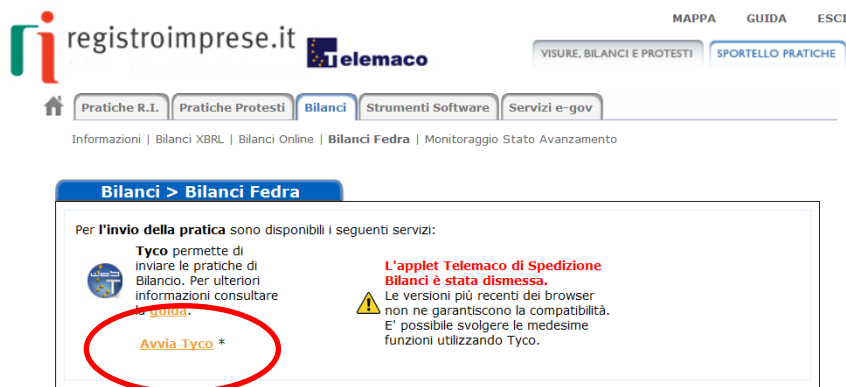 MAPPA GUIDA ESCI
registroimprese.it
Telemaco
VISURE, BILANCI E PROTESTI SPORTELLO PRATICHE
Pratiche R.I. Pratiche Protesti Bilanci Strumenti Software Servizi e-gov
Informazioni | Bilanci XBRL | Bilanci Online | Bilanci Fedra | Monitoraggio Stato Avanzamento
Bilanci > Bilanci Fedra
Per l'invio della pratica sono disponibili i seguenti servizi:
Tyco permette di
inviare le pratiche di
Bilancio. Per ulteriori
informazioni consultare
la guida.
Avvia Tyco *
L'applet Telemaco di Spedizione
Bilanci è stata dismessa.
Le versioni più recenti dei browser
non ne garantiscono la compatibilità.
E' possibile svolgere le medesime
funzioni utilizzando Tyco.